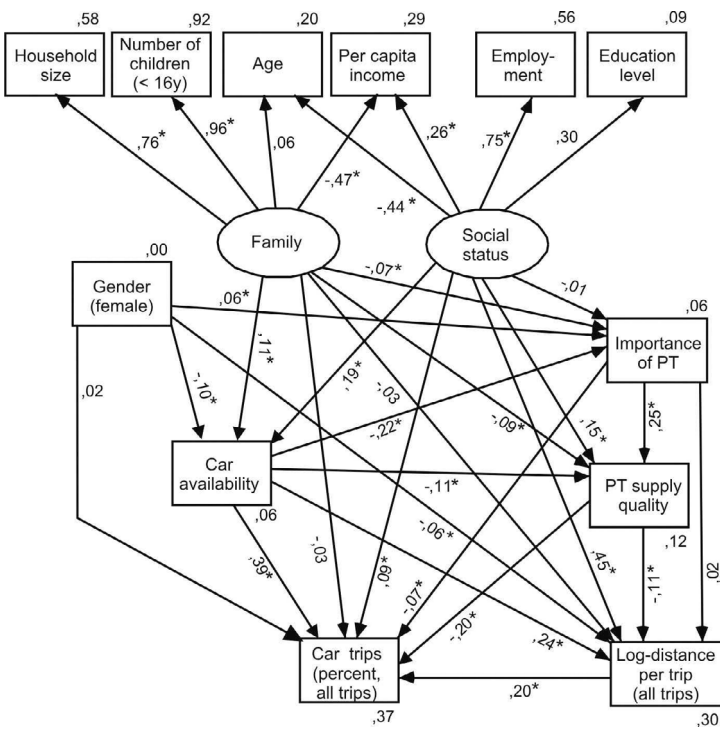 ,58
,92
,20
,29
,56
,09
Household
size
Number of
children
(< 16y)
Age
Per capita
income
Employ-
ment
Education
level
,76*
,96*
,06
-,47*
-,44*
,26*
,75*
,30
Family
Social
status
,00
Gender
(female)
-,07*
-,01
,06
,06*
Importance
of PT
,02
-,10*
,11*
,19*
-,03
-,22*
-,09*
,15*
,25*
Car
availability
,06
PT supply
quality
,12
-,11*
-,06*
,39*
-,03
,09*
-,07*
-,20*
,45*
-,11*
,02
,24*
Car trips
(percent,
all trips)
,37
,20*
Log-distance
per trip
(all trips)
,30